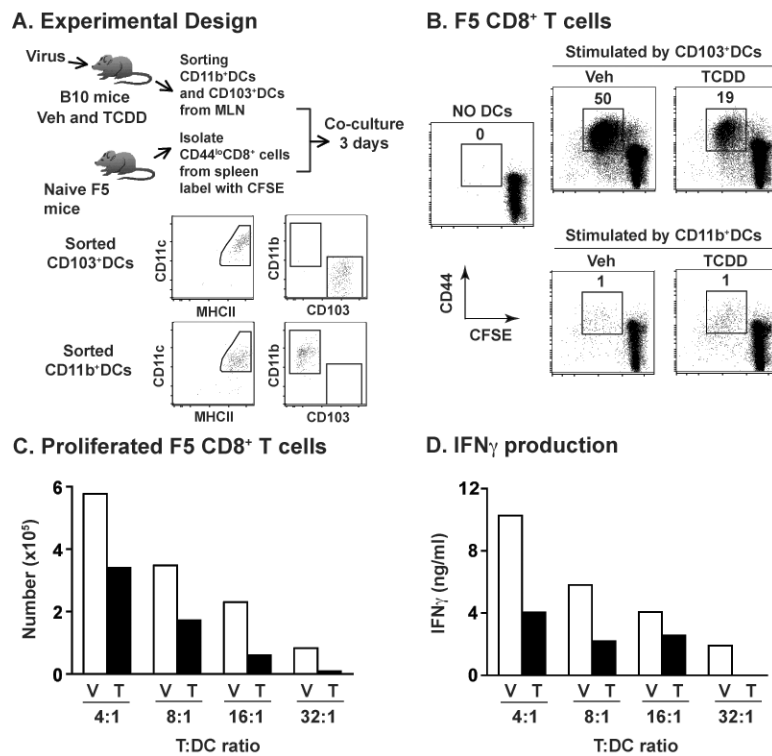 A. Experimental Design
Virus
B10 mice
Veh and TCDD
Sorting
CD11b⁺DCs
and CD103⁺DCs
from MLN
Naive F5
mice
Isolate
CD44ˡᵒCD8⁺ cells
from spleen
label with CFSE
Co-culture
3 days
Sorted
CD103⁺DCs
CD11c
MHCII
CD11b
CD103
Sorted
CD11b⁺DCs
CD11c
MHCII
CD11b
CD103
B. F5 CD8⁺ T cells
Stimulated by CD103⁺DCs
Veh
TCDD
NO DCs
0
50
19
Stimulated by CD11b⁺DCs
Veh
TCDD
1
1
CD44
CFSE
C. Proliferated F5 CD8⁺ T cells
Number (x10⁵)
6
4
2
0
V T V T V T V T
4:1 8:1 16:1 32:1
T:DC ratio
D. IFNγ production
IFNγ (ng/ml)
12
8
4
0
V T V T V T V T
4:1 8:1 16:1 32:1
T:DC ratio